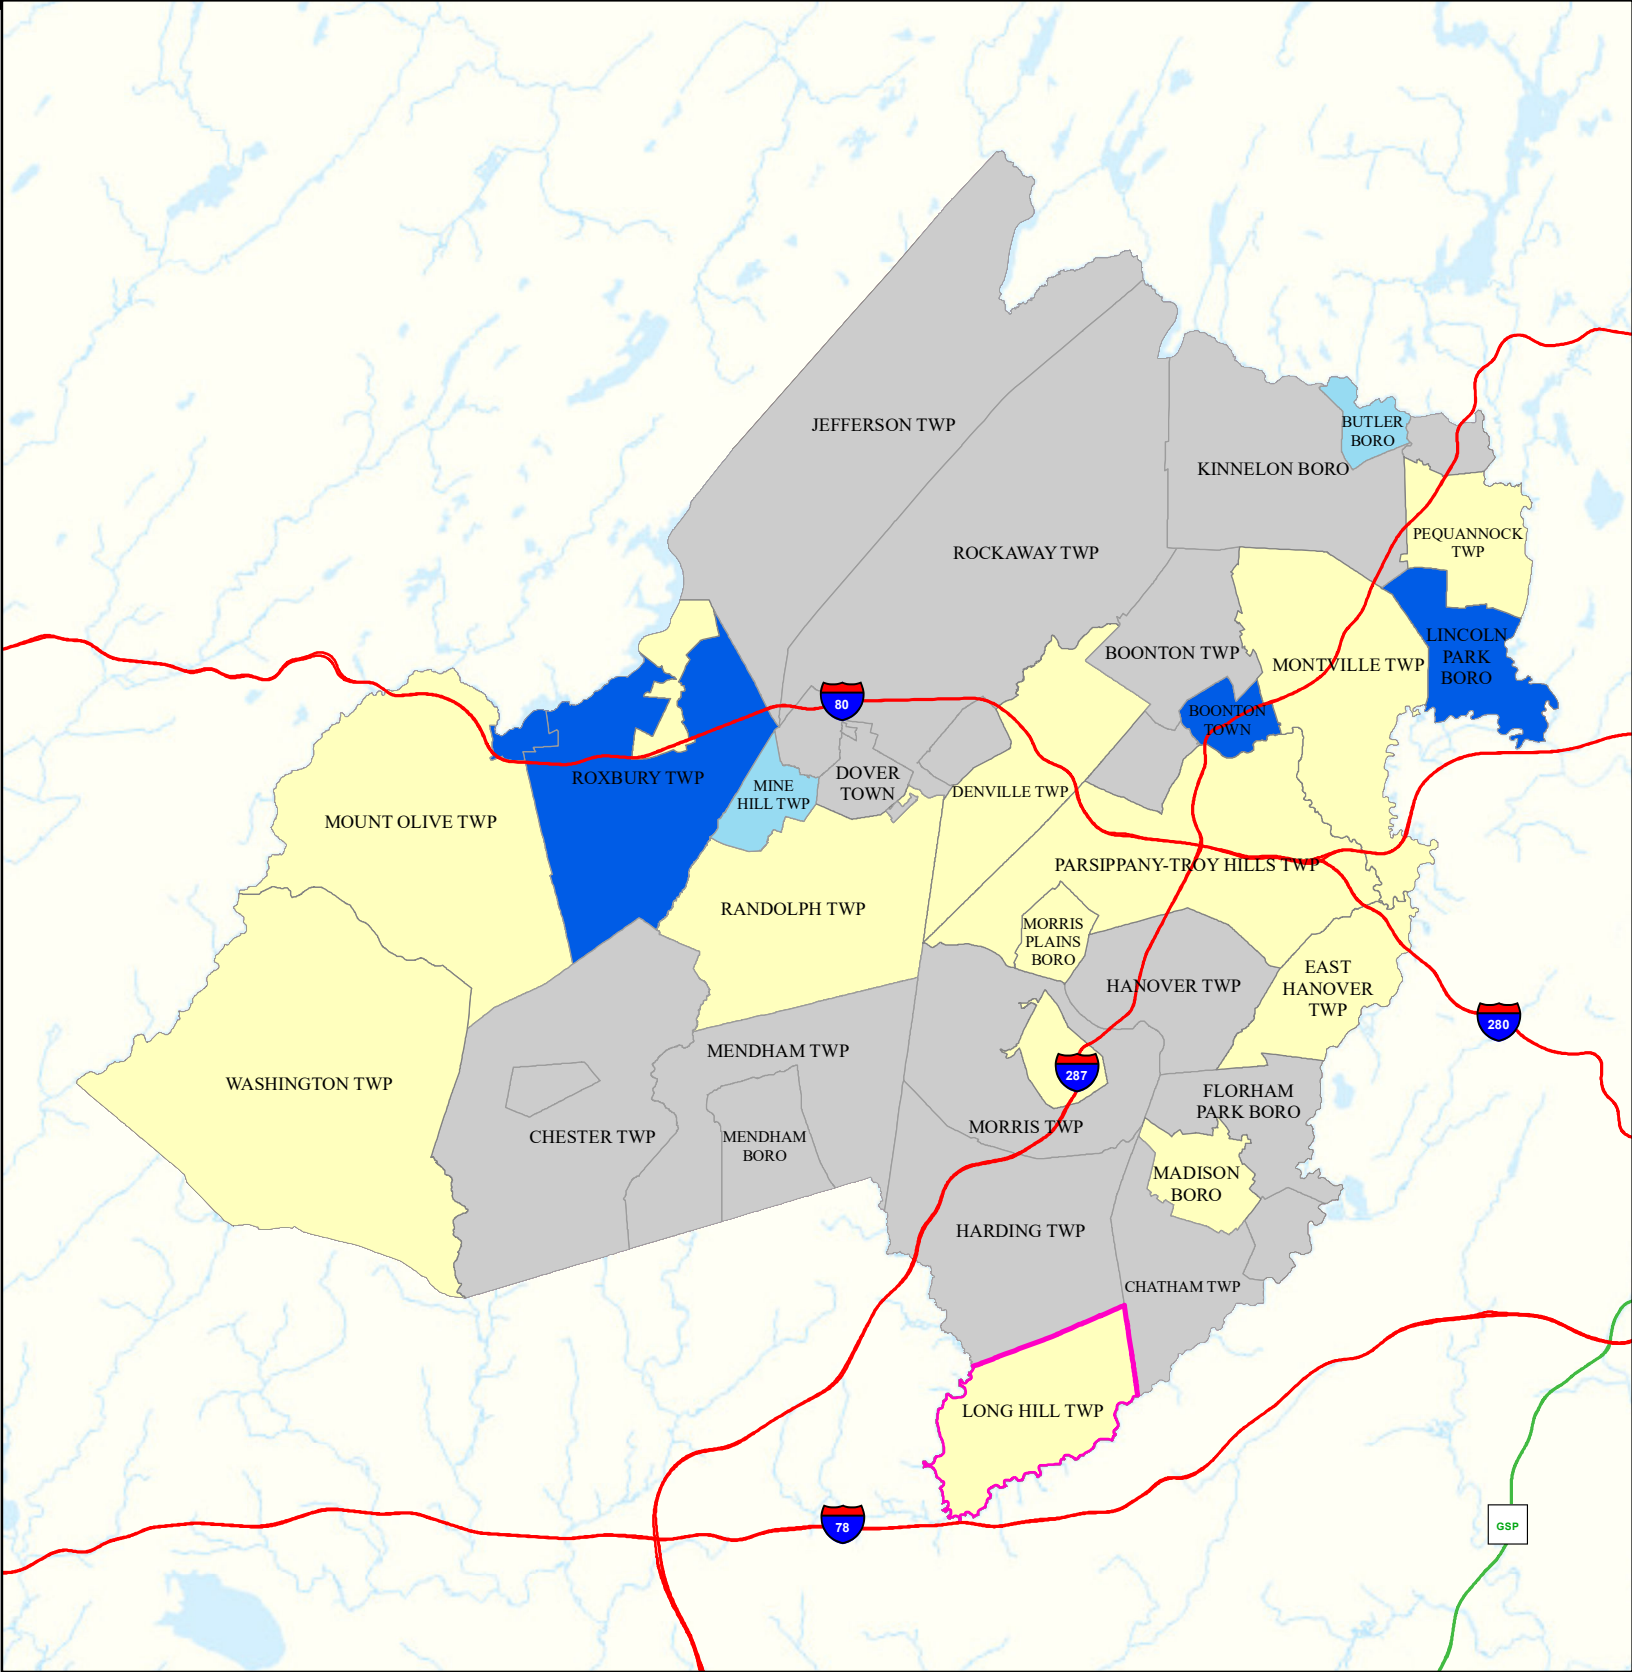 JEFFERSON TWP
BUTLER
BORO
KINNELON BORO
PEQUANNOCK
TWP
ROCKAWAY TWP
LINCOLN
PARK
BORO
BOONTON TWP
MONTVILLE TWP
80
BOONTON
TOWN
ROXBURY TWP
DOVER
TOWN
MINE
HILL TWP
DENVILLE TWP
MOUNT OLIVE TWP
PARSIPPANY-TROY HILLS TWP
RANDOLPH TWP
MORRIS
PLAINS
BORO
EAST
HANOVER
TWP
HANOVER TWP
280
MENDHAM TWP
287
WASHINGTON TWP
FLORHAM
PARK BORO
MORRIS TWP
CHESTER TWP
MENDHAM
BORO
MADISON
BORO
HARDING TWP
CHATHAM TWP
LONG HILL TWP
78
GSP